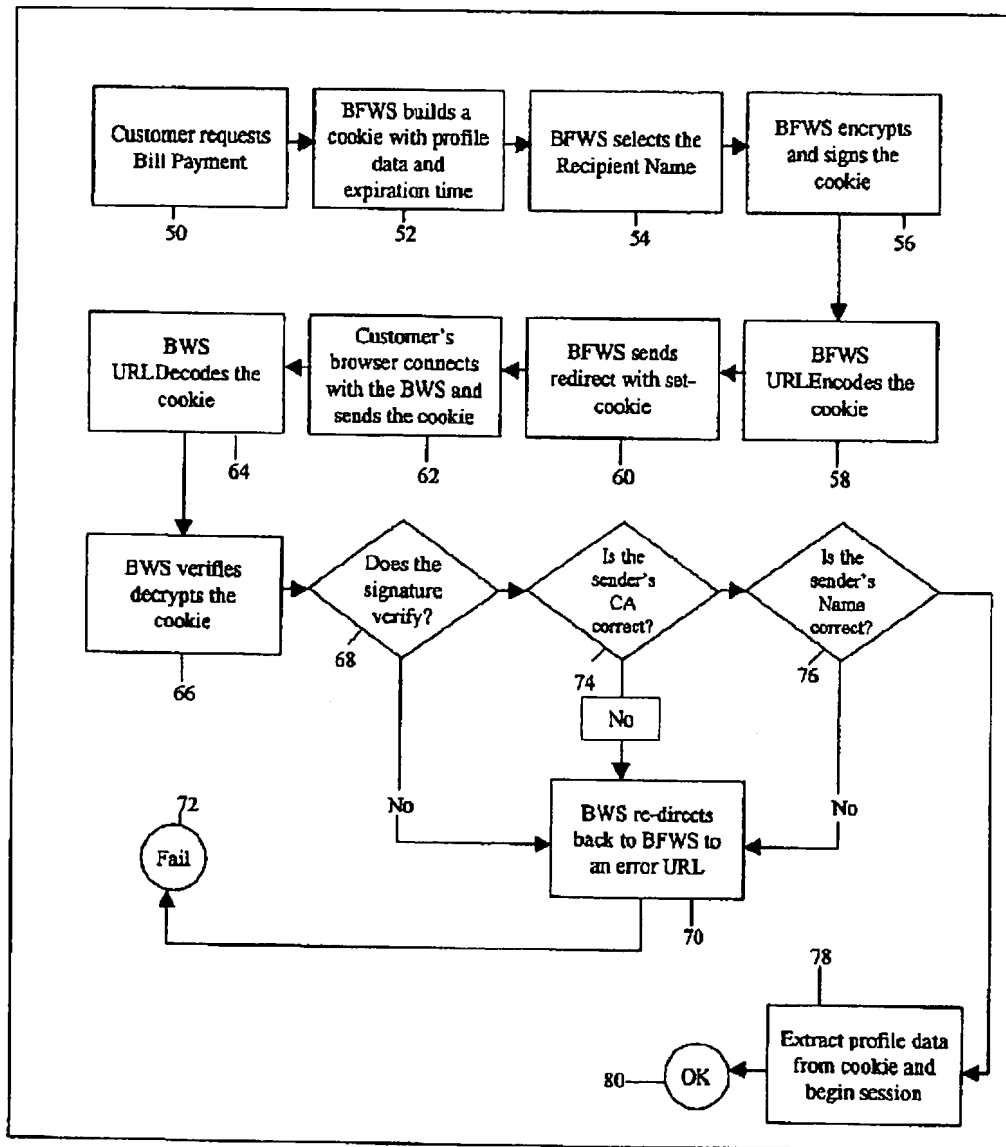 Customer requests
Bill Payment
50
BFWS builds a
cookie with profile
data and
expiration time
52
BFWS selects the
Recipient Name
54
BFWS encrypts
and signs the
cookie
56
BWS
URLDecodes the
cookie
64
Customer's
browser connects
with the BWS and
sends the cookie
62
BFWS sends
redirect with set-
cookie
60
BFWS
URLEncodes the
cookie
58
BWS verifies
decrypts the
cookie
66
Does the
signature
verify?
68
Is the
sender's
CA
correct?
74
Is the
sender's
Name
correct?
76
No
No
No
72
Fail
BWS re-directs
back to BFWS to
an error URL
70
78
Extract profile data
from cookie and
begin session
80
OK